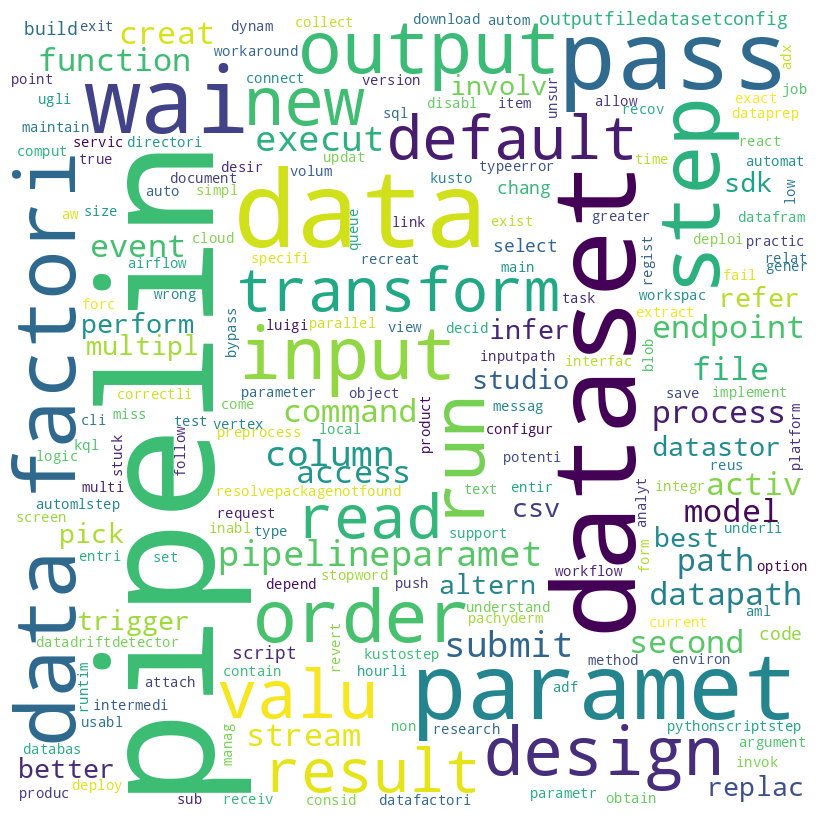 build
exit
dynam
collect
download
autom
outputfiledatasetconfig
creat
output
pass
function
workaround
point
connect
version
involv
adx
ugli
wai
new
disabl
item
unsur
allow
exact
job
recov
dataprep
maintain
servic
directori
execut
sql
default
step
react
true
desir
updat
typeerror
time
automat
comput
document
volum
kusto
sdk
low
auto
simpl
data
chang
dataset
aw
size
cloud
queue
link
exist
greater
regist
datafram
event
specifi
recreat
select
main
deploi
practic
airflow
relat
gener
factori
pipelin
wrong
transform
task
workspac
fail
refer
forc
luigi
parallel
view
decid
infer
extract
perform
bypass
input
inputpath
interfac
blob
endpoint
multipl
correctli
studio
file
parameter
object
messag
save
implement
miss
test
vertex
come
command
run
product
configur
process
platform
cli
preprocess
local
column
potenti
kql
follow
access
datastor
logic
stuck
text
entir
csv
analyt
reus
multi
resolvepackagenotfound
integr
activ
automlstep
request
inabl
read
model
screen
type
support
underli
pick
best
entri
set
pipelineparamet
workflow
form
path
option
data
depend
stopword
push
altern
datapath
trigger
order
understand
aml
pachyderm
current
datadriftdetector
script
revert
kustostep
submit
second
code
runtim
contain
hourli
method
environ
attach
valu
paramet
adf
intermedi
usabl
non
research
pythonscriptstep
databas
manag
stream
design
argument
better
result
invok
produc
deploy
replac
sub
receiv
consid
datafactori
parametr
obtain